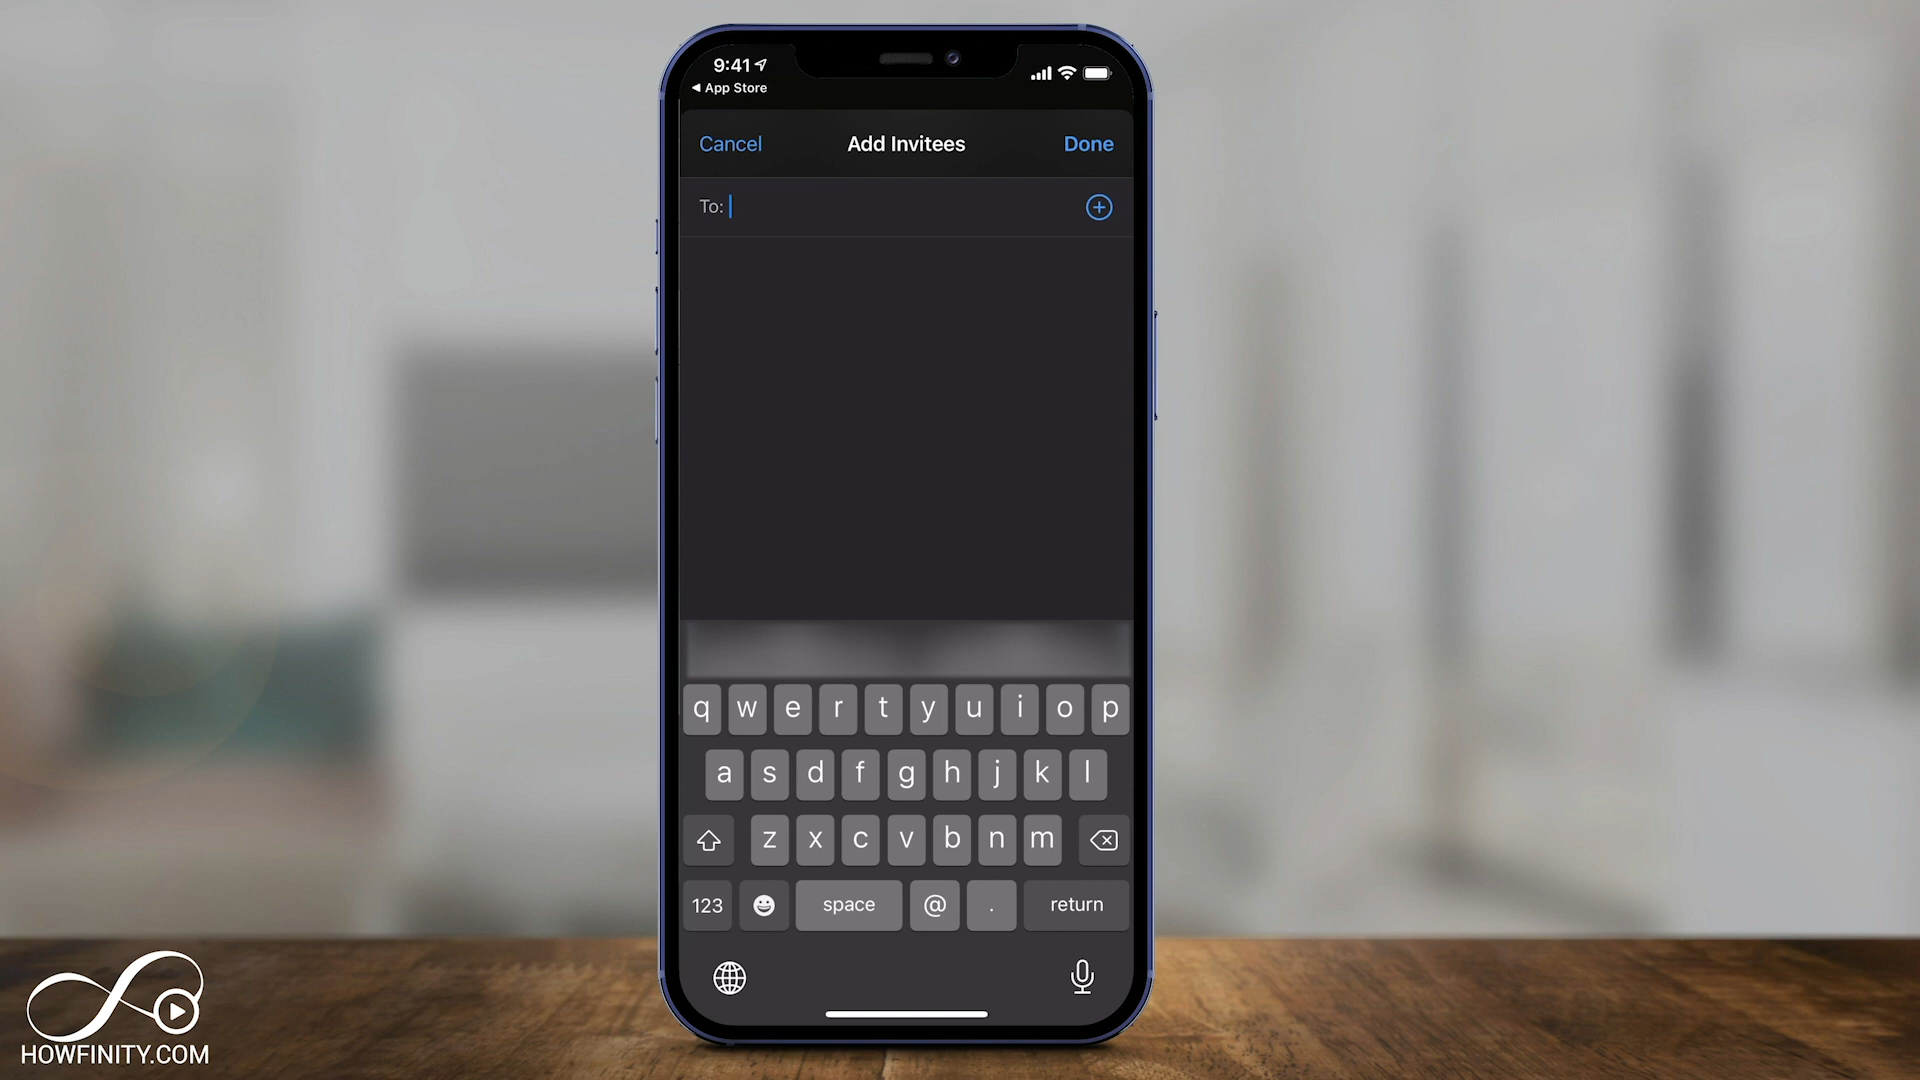 9:41
◀ App Store
Cancel Add Invitees Done
To:
q w e r t y u i o p
a s d f g h j k l
z x c v b n m
123 space @ . return
HOWFINITY.COM